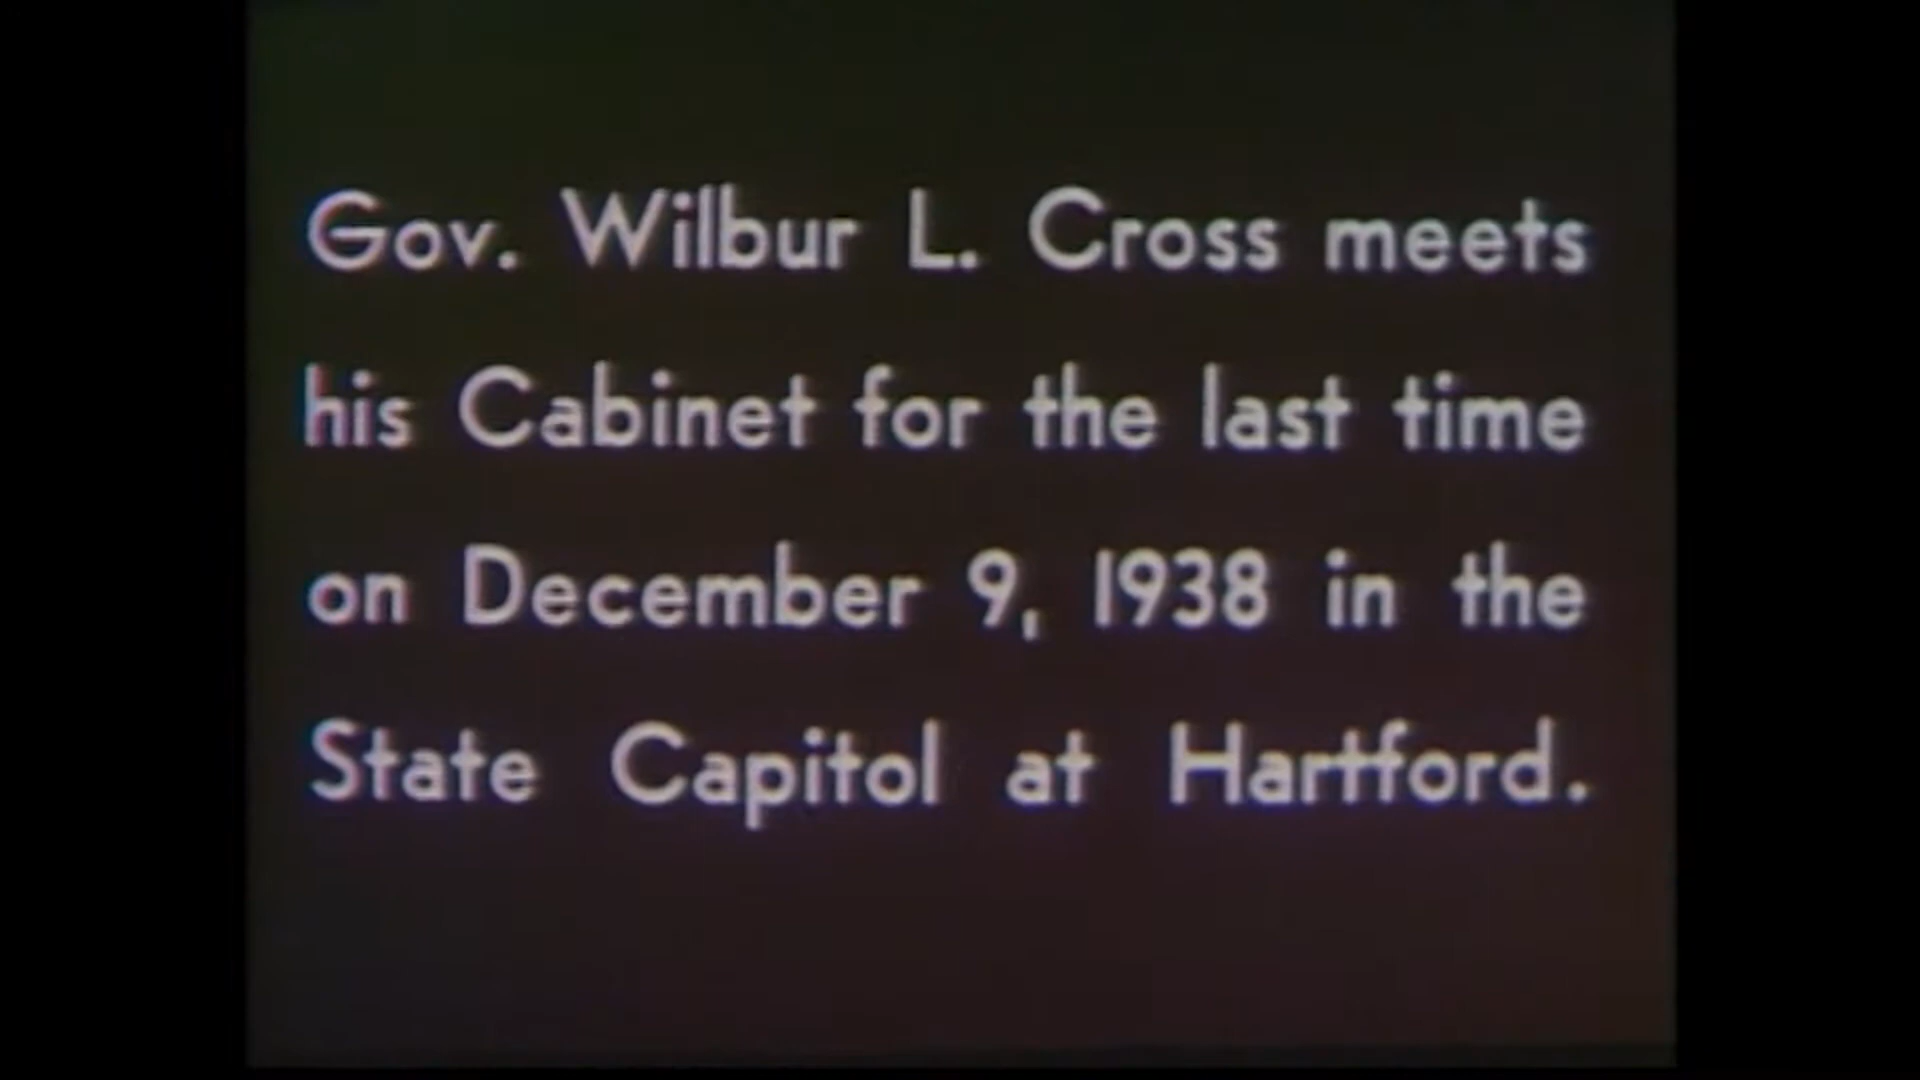 Gov. Wilbur L. Cross meets
his Cabinet for the last time
on December 9, 1938 in the
State Capitol at Hartford.